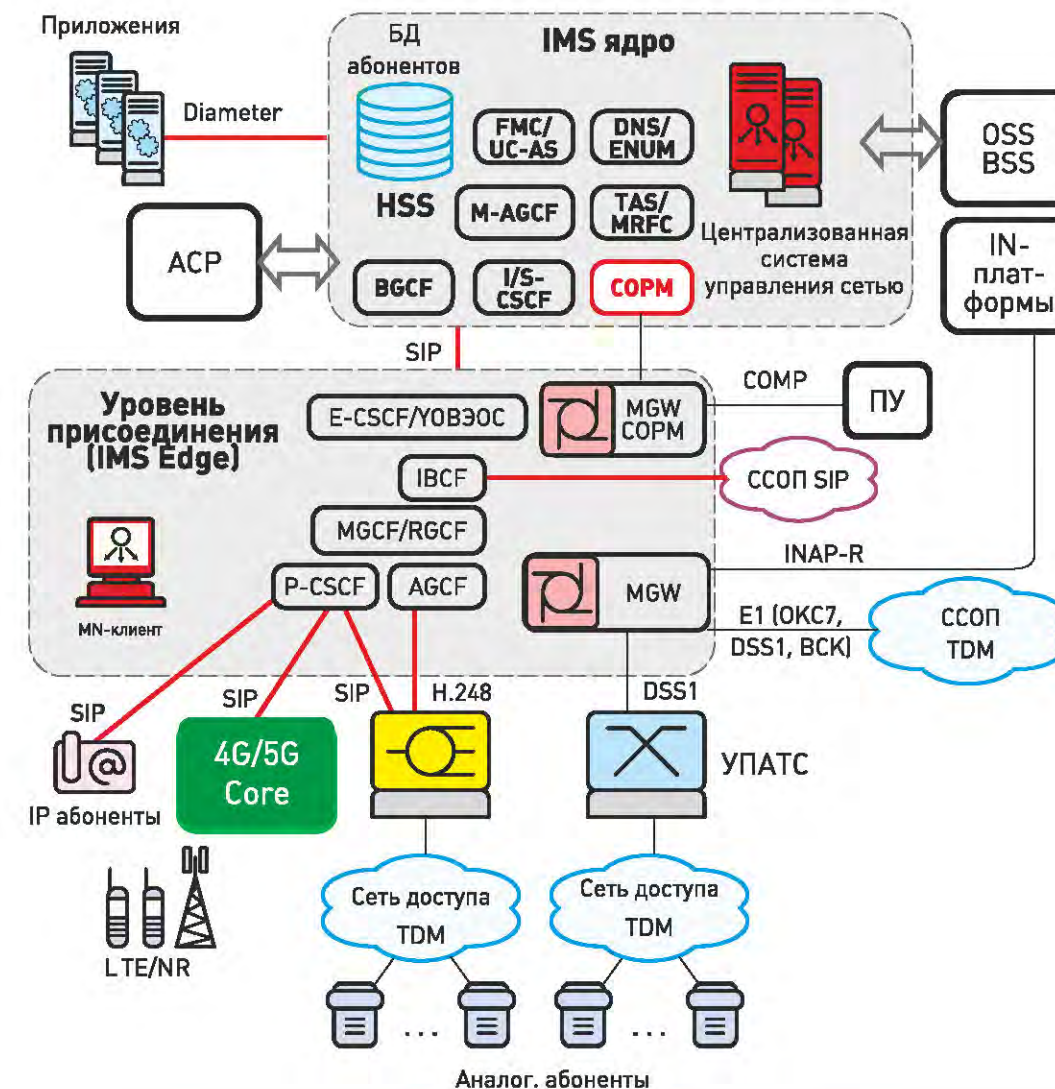 Приложения
Diameter
IMS ядро
БД
абонентов
HSS
FMC/
UC-AS
DNS/
ENUM
M-AGCF
TAS/
MRFC
BGCF
I/S-
CSCF
СОРМ
Централизованная
система
управления сетью
OSS
BSS
АСР
IN-
плат-
формы
SIP
Уровень
присоединения
(IMS Edge)
E-CSCF/УОВЭОС
MGW
СОРМ
СОМР
ПУ
IBCF
ССОП SIP
MGCF/RGCF
INAP-R
P-CSCF
AGCF
MGW
MN-клиент
E1 (ОКС7,
DSS1, ВСК)
ССОП
TDM
SIP
SIP
SIP
H.248
DSS1
IP абоненты
4G/5G
Core
УПАТС
LTE/NR
Сеть доступа
TDM
Сеть доступа
TDM
...
...
Аналог. абоненты